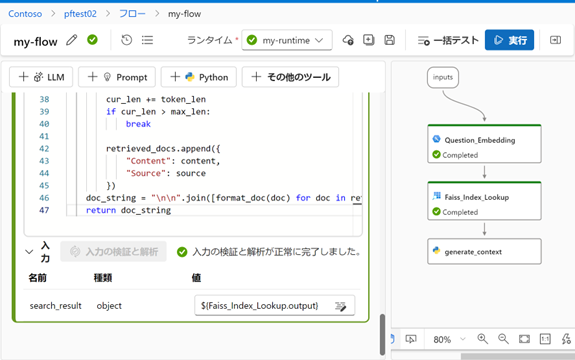 Contoso > pftest02 > フロー > my-flow
my-flow ランタイム * my-runtime 一括テスト 実行
+ LLM + Prompt + Python + その他のツール
38 cur_len += token_len
39 if cur_len > max_len:
40 break
41
42 retrieved_docs.append({
43 "Content": content,
44 "Source": source
45 })
46 doc_string = "\n\n".join([format_doc(doc) for doc in re
47 return doc_string
入力 入力の検証と解析 入力の検証と解析が正常に完了しました。
名前 種類 値
search_result object ${Faiss_Index_Lookup.output}
inputs
Question_Embedding
Completed
Faiss_Index_Lookup
Completed
generate_context
80% 1:1